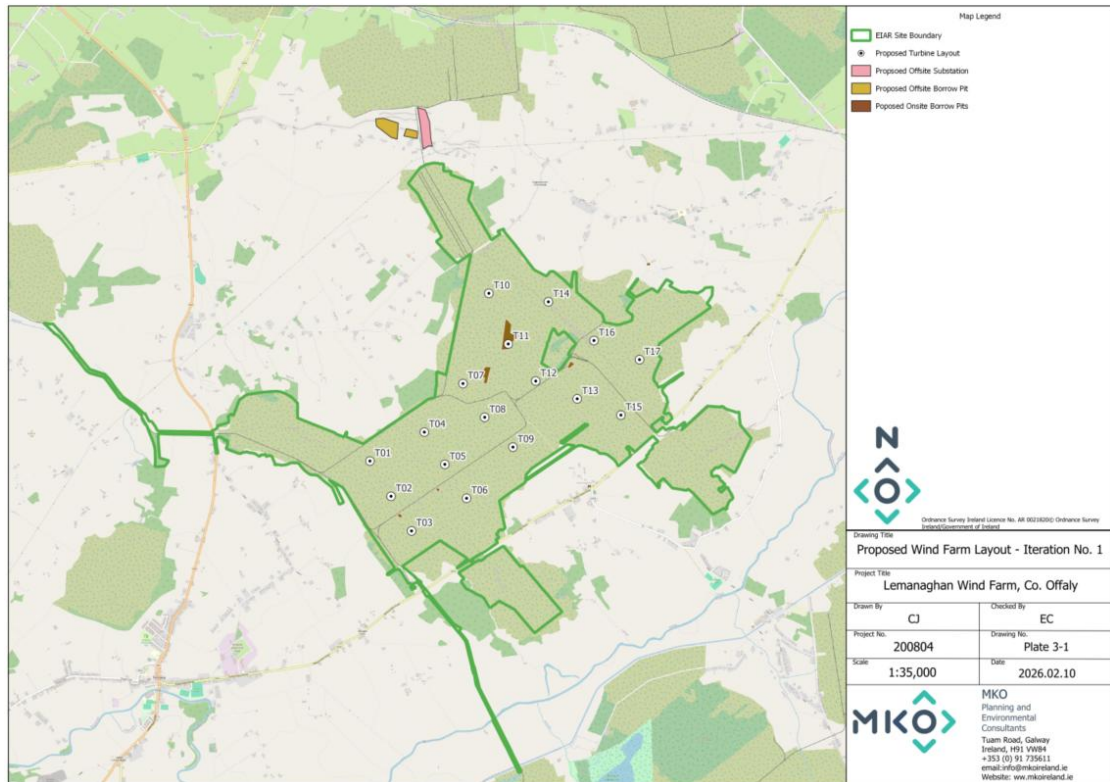 Map Legend
EIAR Site Boundary
Proposed Turbine Layout
Propsoed Offsite Substation
Proposed Offsite Borrow Pit
Poposed Onsite Borrow Pits
T10
T14
T11
T16
T17
T07
T12
T13
T08
T15
T04
T09
T01
T05
T02
T06
T03
N
Ordnance Survey Ireland Licence No. AR 0021820© Ordnance Survey
Ireland/Government of Ireland
Drawing Title
Proposed Wind Farm Layout - Iteration No. 1
Project Title
Lemanaghan Wind Farm, Co. Offaly
Drawn By
CJ
Checked By
EC
Project No.
200804
Drawing No.
Plate 3-1
Scale
1:35,000
Date
2026.02.10
MKO
MKO
Planning and
Environmental
Consultants
Tuam Road, Galway
Ireland, H91 VW84
+353 (0) 91 735611
email:info@mkoireland.ie
Website: ww.mkoireland.ie